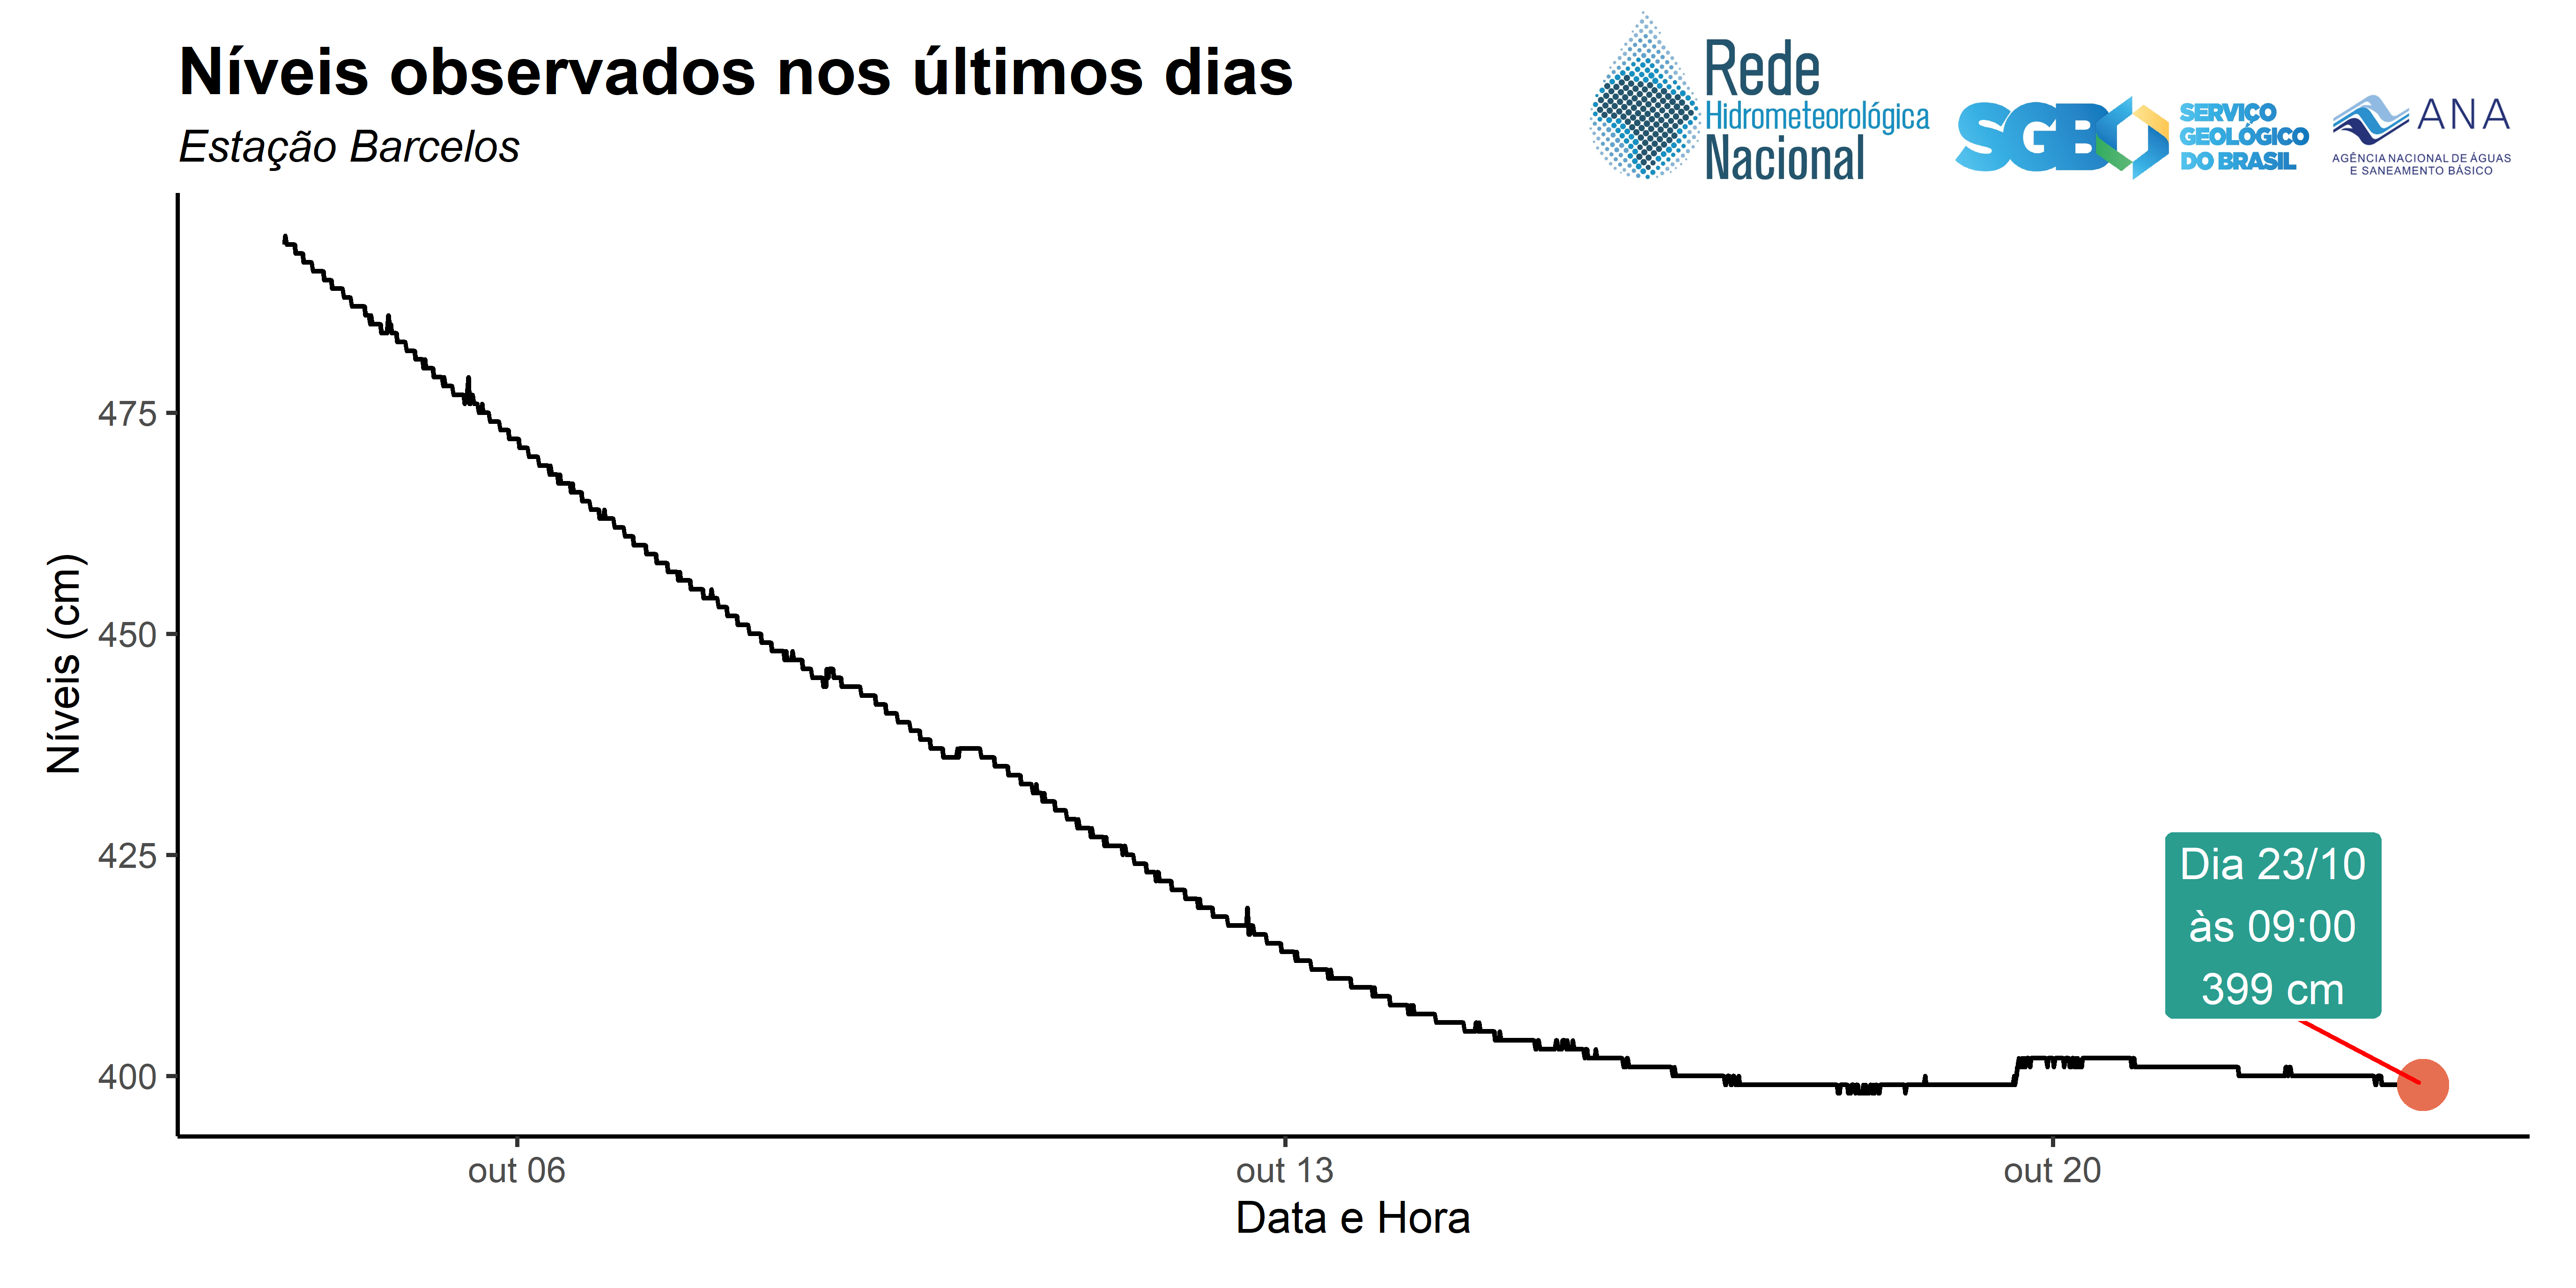 Níveis observados nos últimos dias
Estação Barcelos
Rede
Hidrometeorológica
Nacional
SGB
SERVIÇO
GEOLÓGICO
DO BRASIL
ANA
AGÊNCIA NACIONAL DE ÁGUAS
E SANEAMENTO BÁSICO
Níveis (cm)
475
450
425
400
Dia 23/10
às 09:00
399 cm
out 06
out 13
out 20
Data e Hora